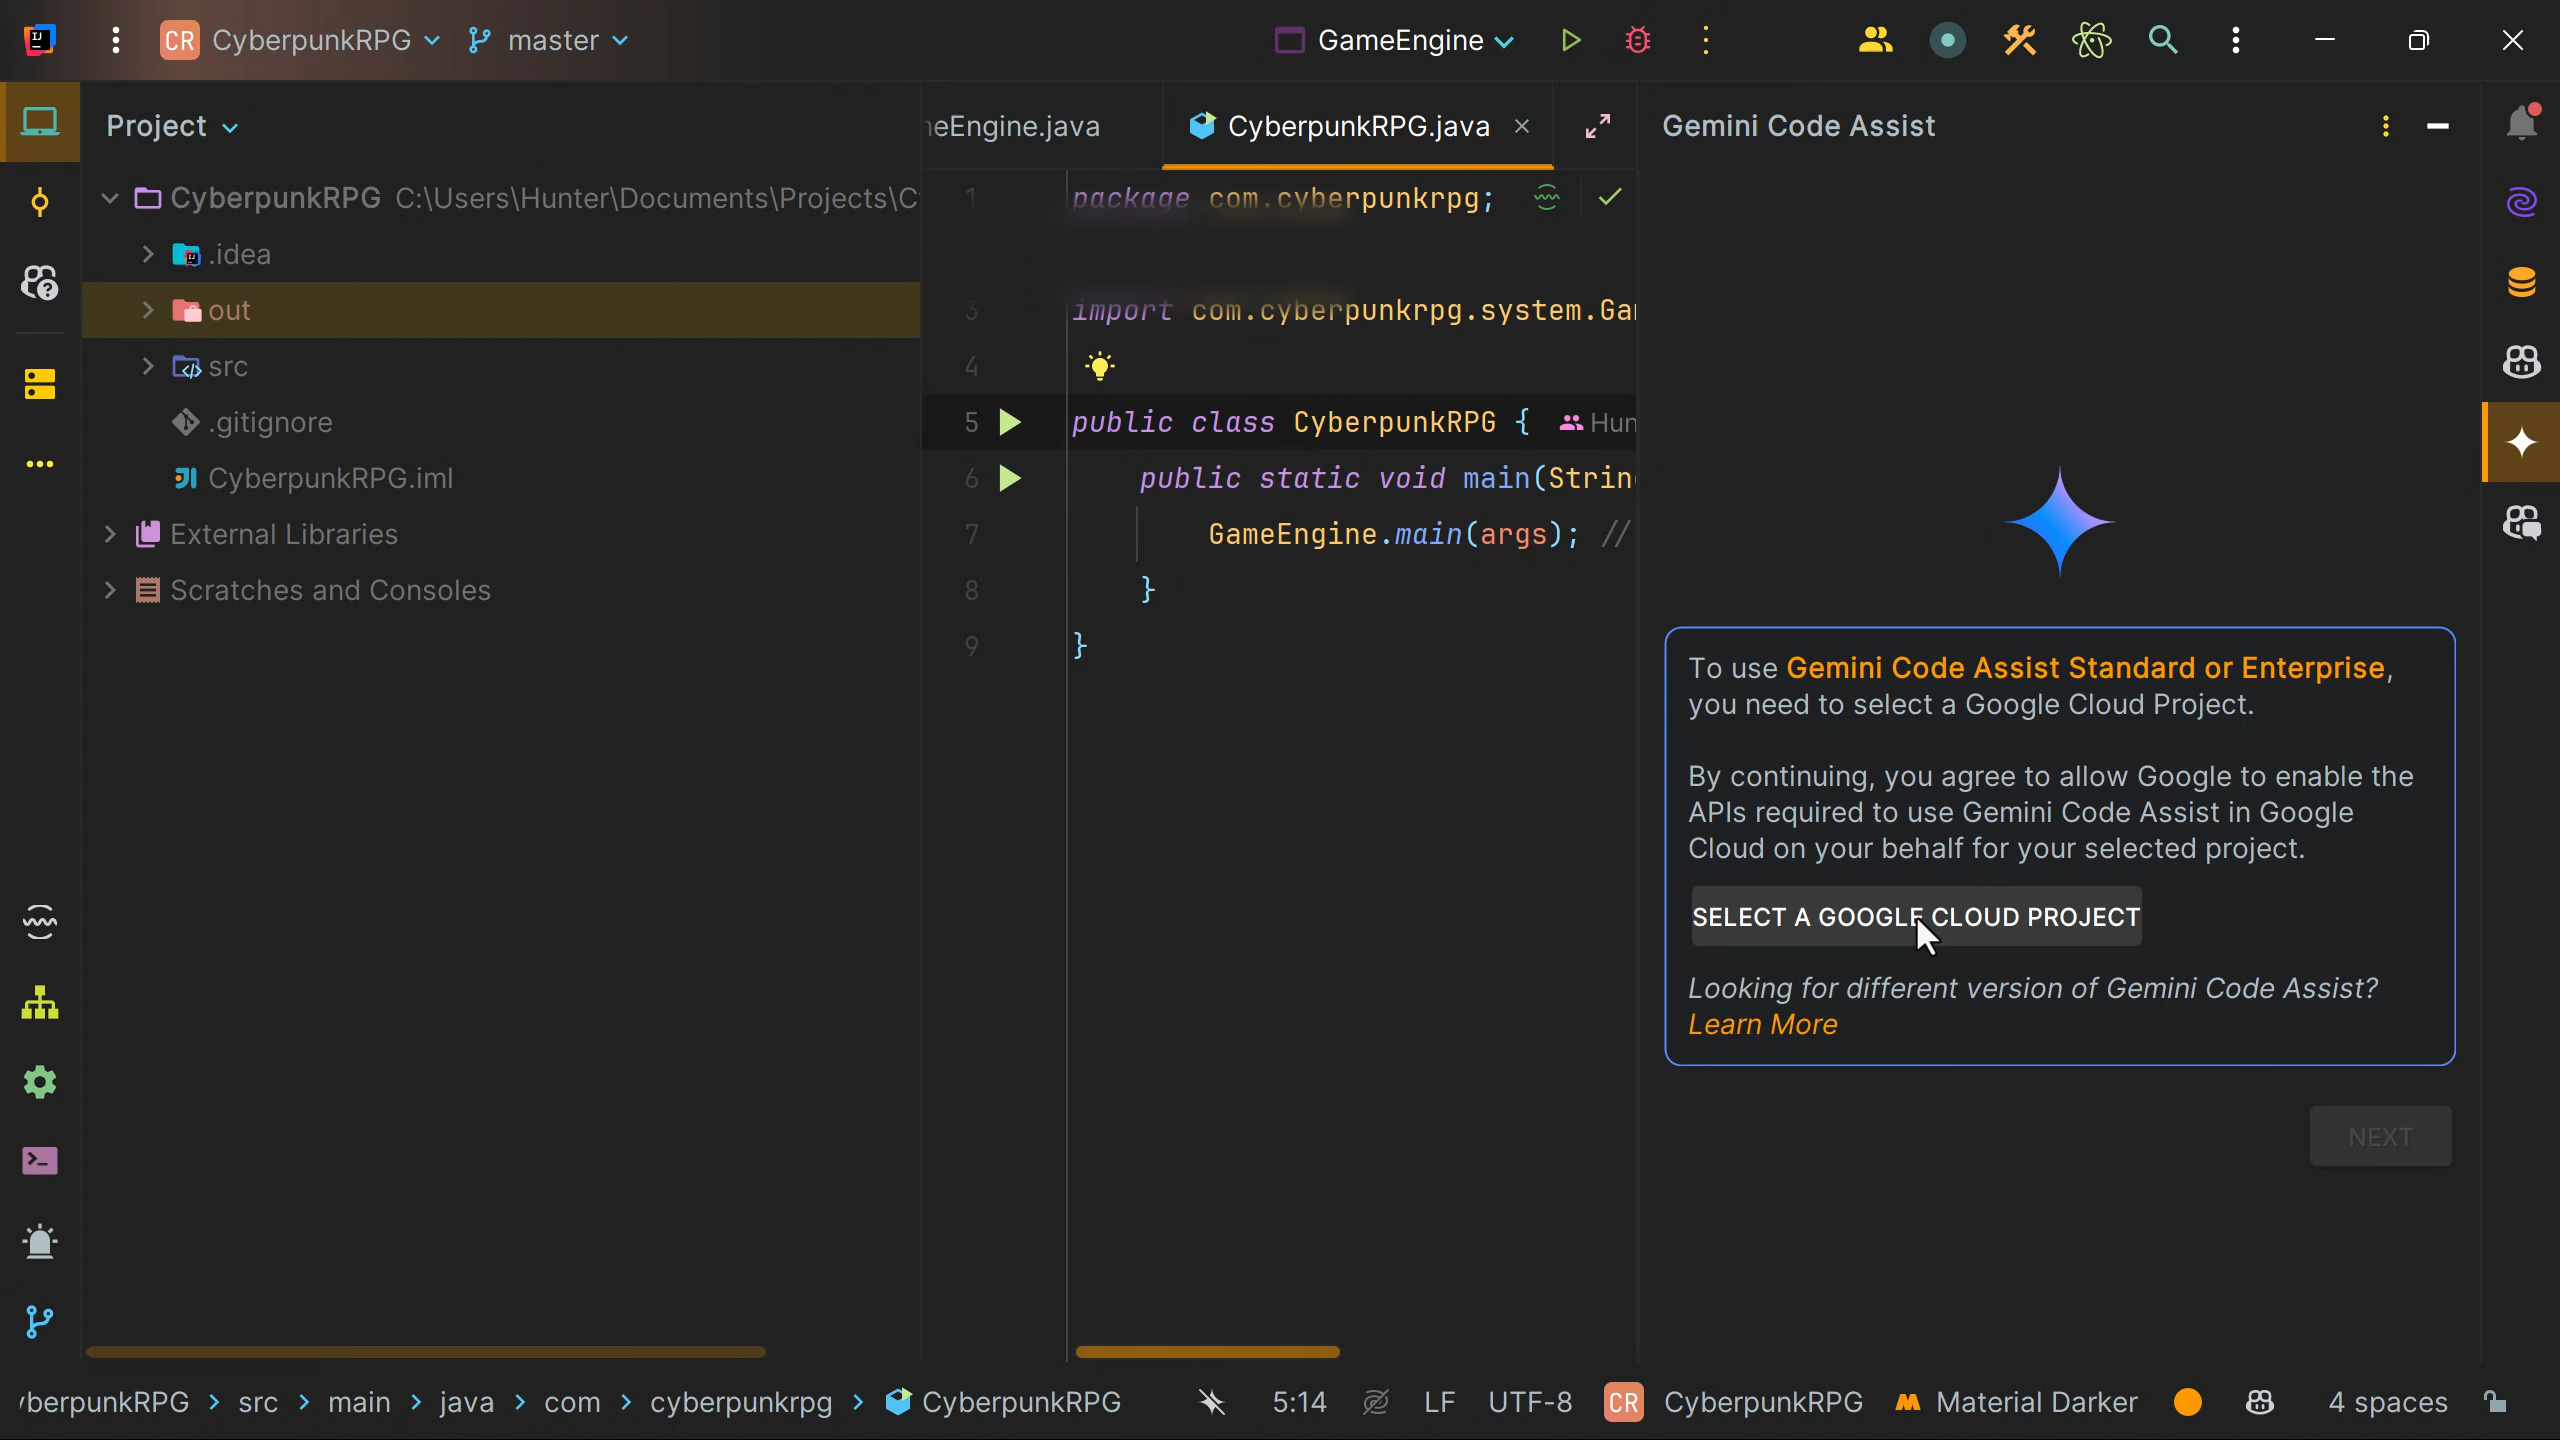 CR CyberpunkRPG master GameEngine
Project
CyberpunkRPG C:\Users\Hunter\Documents\Projects\C
.idea
out
src
.gitignore
CyberpunkRPG.iml
External Libraries
Scratches and Consoles
neEngine.java CyberpunkRPG.java
1 package com.cyberpunkrpg;
3 import com.cyberpunkrpg.system.Gam
4
5 public class CyberpunkRPG { Hun
6 public static void main(String
7 GameEngine.main(args); //
8 }
9 }
Gemini Code Assist
To use Gemini Code Assist Standard or Enterprise,
you need to select a Google Cloud Project.
By continuing, you agree to allow Google to enable the
APIs required to use Gemini Code Assist in Google
Cloud on your behalf for your selected project.
SELECT A GOOGLE CLOUD PROJECT
Looking for different version of Gemini Code Assist?
Learn More
NEXT
yberpunkRPG › src › main › java › com › cyberpunkrpg › CyberpunkRPG 5:14 LF UTF-8 CR CyberpunkRPG Material Darker 4 spaces